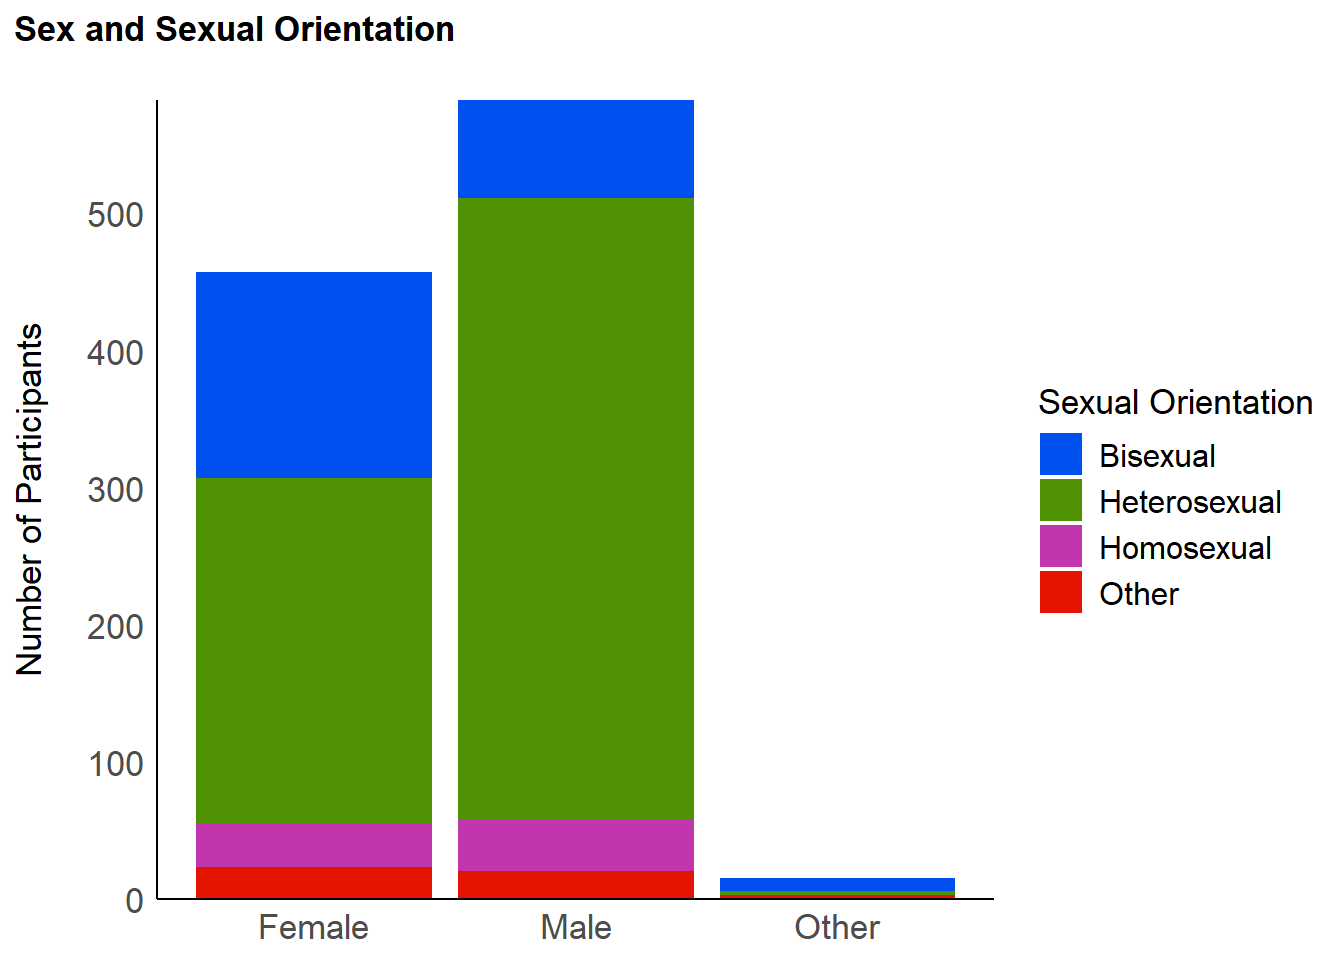 Sex and Sexual Orientation
Number of Participants
500
400
300
200
100
0
Female Male Other
Sexual Orientation
Bisexual
Heterosexual
Homosexual
Other